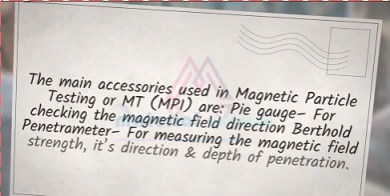 The main accessories used in Magnetic Particle
Testing or MT (MPI) are: Pie gauge– For
checking the magnetic field direction Berthold
Penetrameter– For measuring the magnetic field
strength, it's direction & depth of penetration.